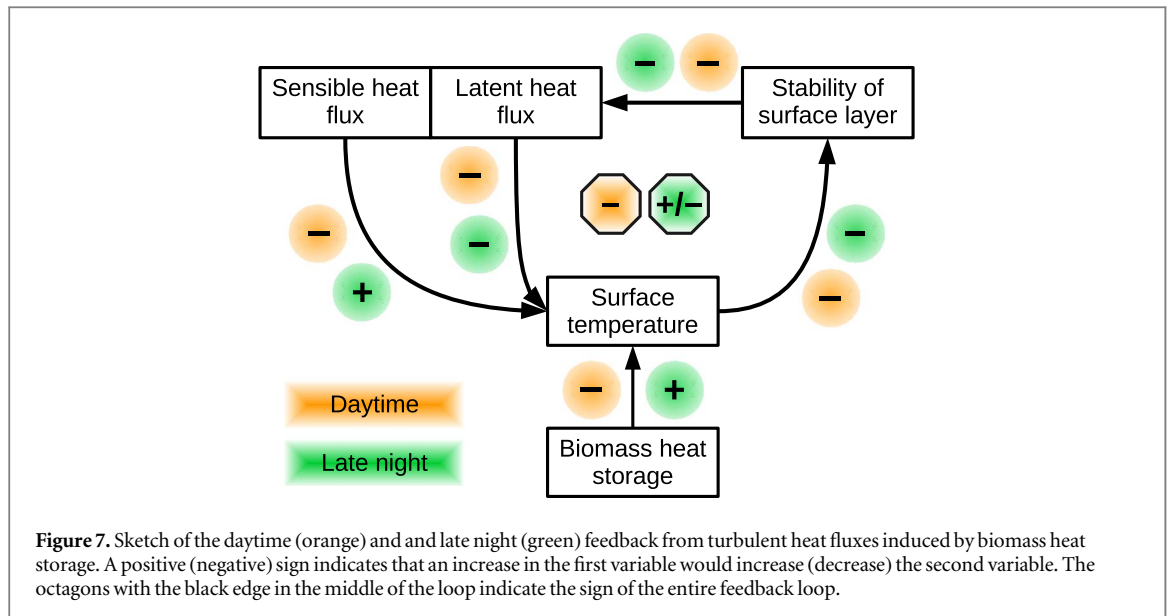 Sensible heat
flux
Latent heat
flux
− −
Stability of
surface layer
−
−
−
+
− +/−
−
−
Surface
temperature
− +
Daytime
Late night
Biomass heat
storage
Figure 7. Sketch of the daytime (orange) and and late night (green) feedback from turbulent heat fluxes induced by biomass heat
storage. A positive (negative) sign indicates that an increase in the first variable would increase (decrease) the second variable. The
octagons with the black edge in the middle of the loop indicate the sign of the entire feedback loop.